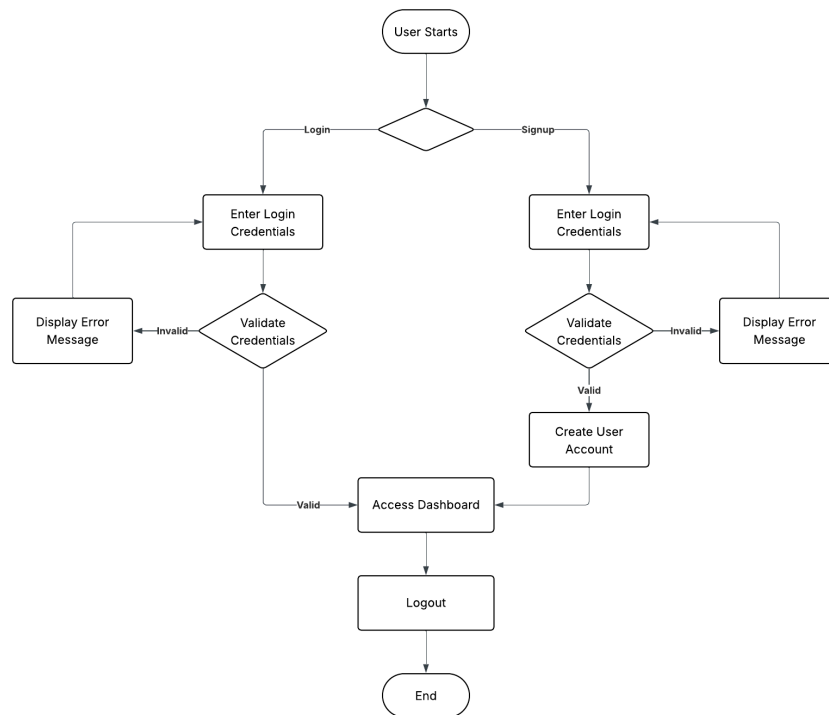 User Starts
Login
Signup
Enter Login
Credentials
Enter Login
Credentials
Display Error
Message
Invalid
Validate
Credentials
Validate
Credentials
Invalid
Display Error
Message
Valid
Create User
Account
Valid
Access Dashboard
Logout
End